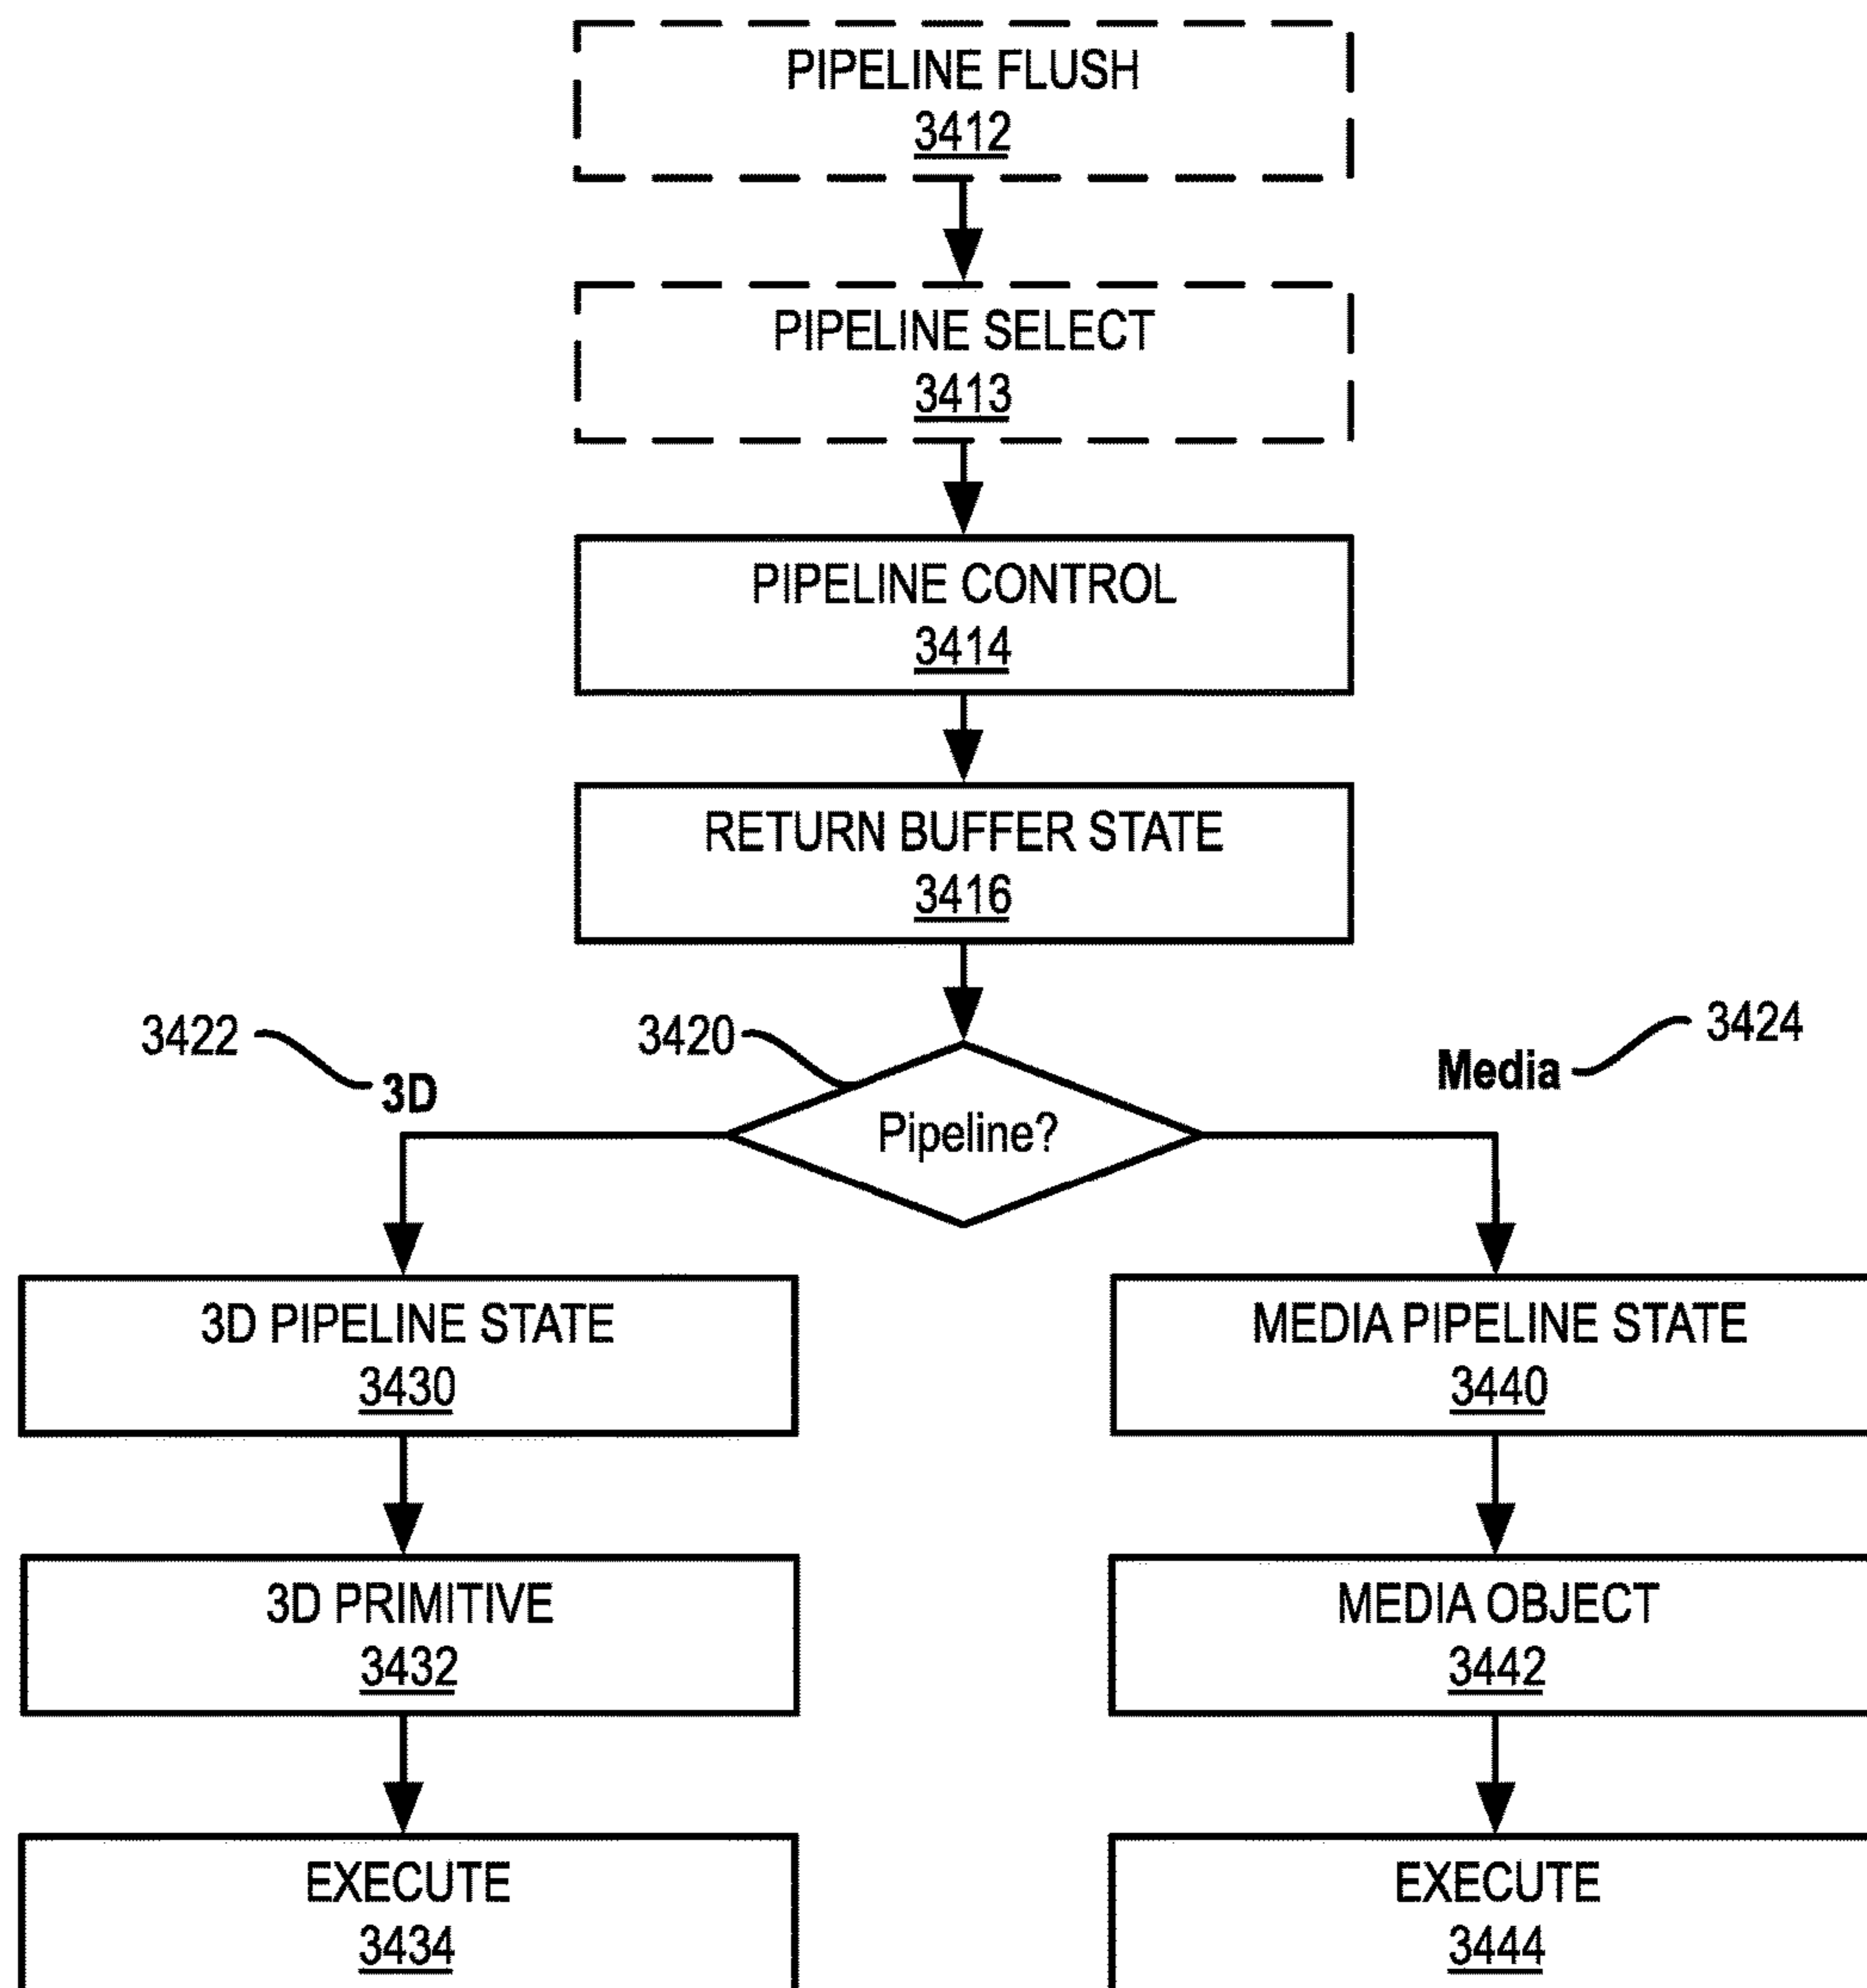 PIPELINE FLUSH
3412
PIPELINE SELECT
3413
PIPELINE CONTROL
3414
RETURN BUFFER STATE
3416
3422
3420
3424
3D
Media
Pipeline?
3D PIPELINE STATE
3430
MEDIA PIPELINE STATE
3440
3D PRIMITIVE
3432
MEDIA OBJECT
3442
EXECUTE
3434
EXECUTE
3444